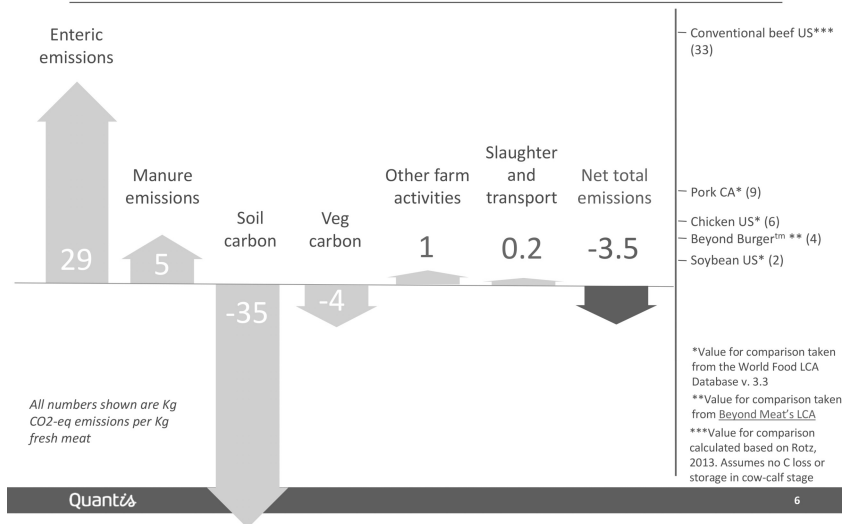 Enteric
emissions
29
Manure
emissions
5
Soil
carbon
-35
Veg
carbon
-4
Other farm
activities
1
Slaughter
and
transport
0.2
Net total
emissions
-3.5
Conventional beef US***
(33)
Pork CA* (9)
Chicken US* (6)
Beyond Burgertm ** (4)
Soybean US* (2)
*Value for comparison taken
from the World Food LCA
Database v. 3.3
**Value for comparison taken
from Beyond Meat’s LCA
***Value for comparison
calculated based on Rotz,
2013. Assumes no C loss or
storage in cow-calf stage
All numbers shown are Kg
CO2-eq emissions per Kg
fresh meat
Quantis
6